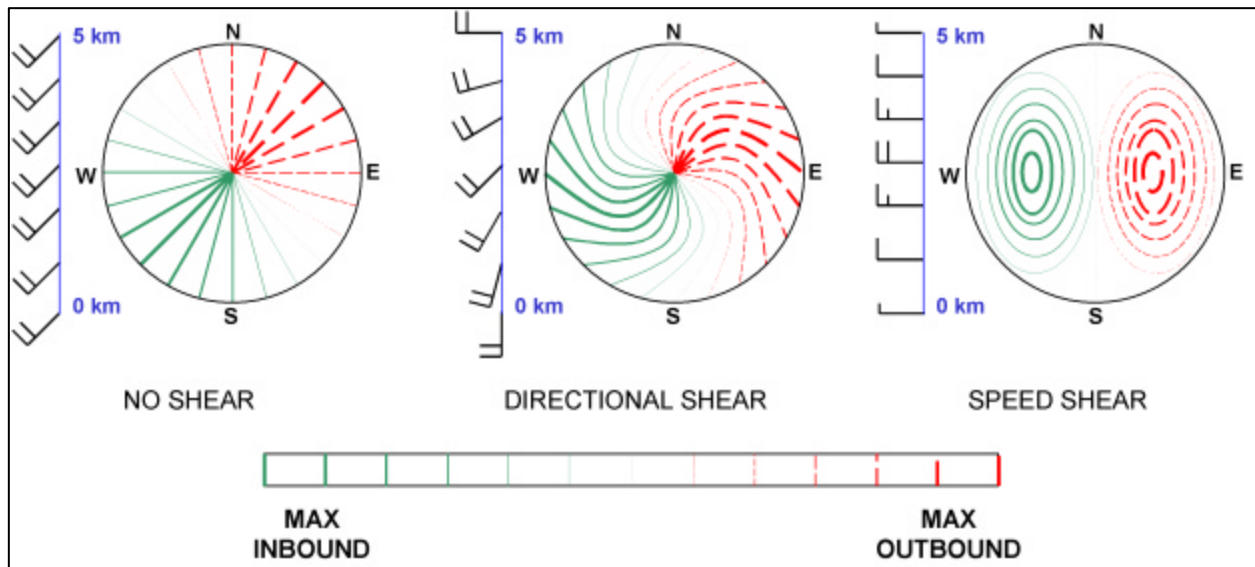 5 km
N
W
E
S
0 km
NO SHEAR
5 km
N
W
E
S
0 km
DIRECTIONAL SHEAR
5 km
N
W
E
S
0 km
SPEED SHEAR
MAX
INBOUND
MAX
OUTBOUND